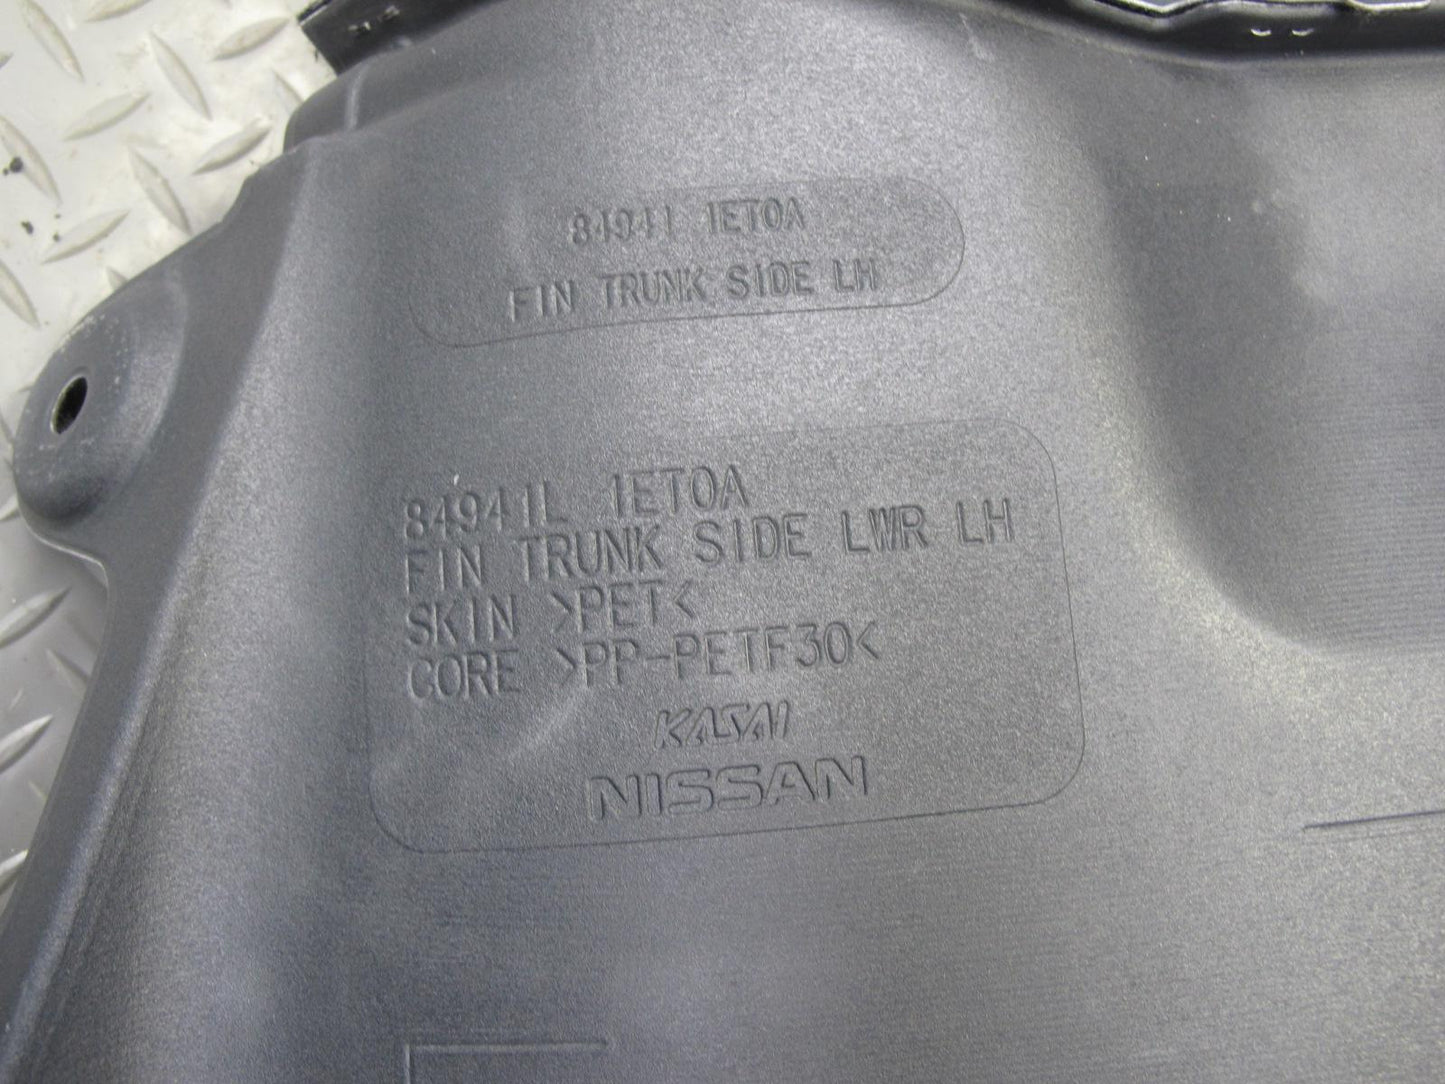 84941 1ET0A
FIN TRUNK SIDE LH
84941L 1ET0A
FIN TRUNK SIDE LWR LH
SKIN >PET<
CORE >PP-PETF30<
KASAI
NISSAN